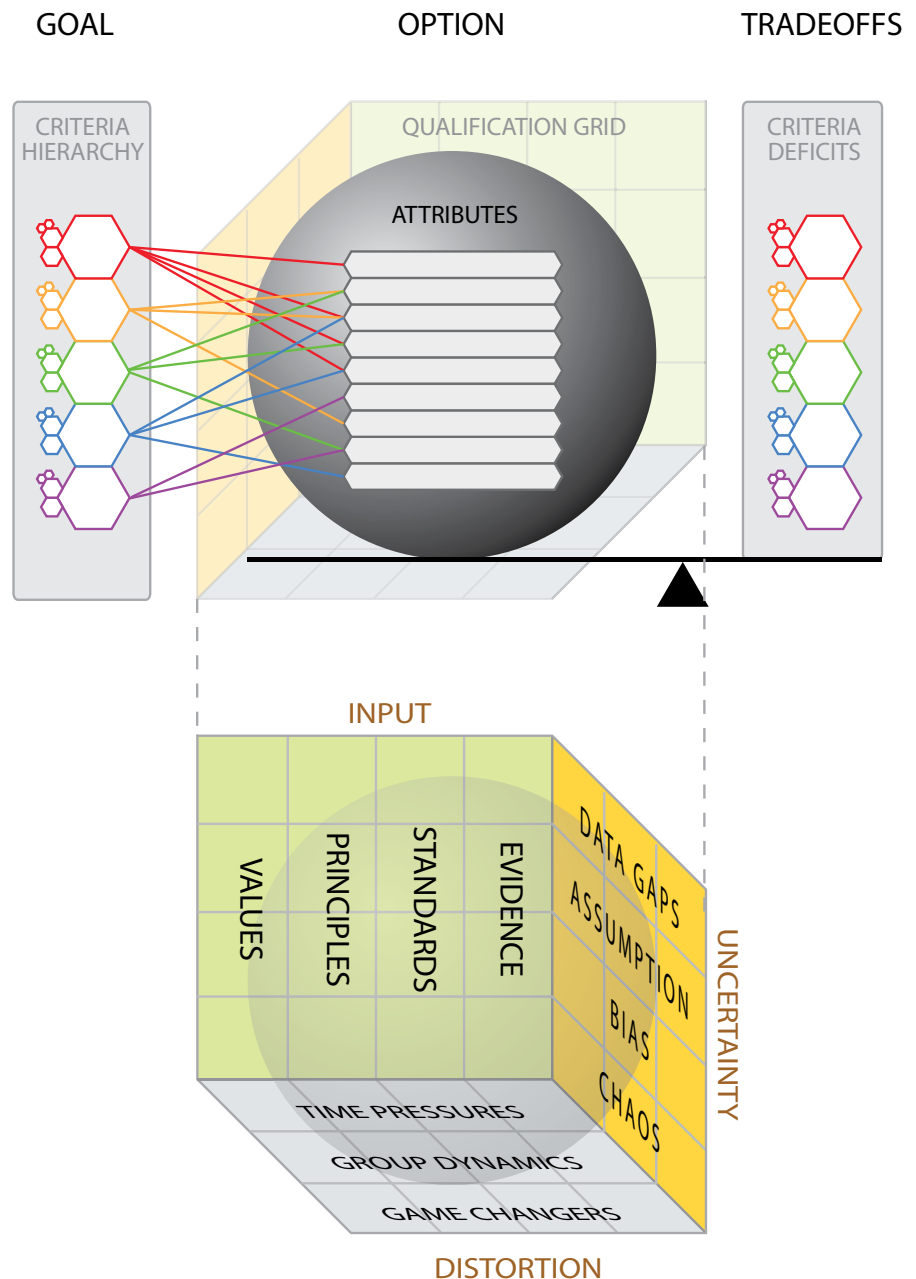 GOAL
OPTION
TRADEOFFS
CRITERIA
HIERARCHY
QUALIFICATION GRID
CRITERIA
DEFICITS
ATTRIBUTES
INPUT
VALUES
PRINCIPLES
STANDARDS
EVIDENCE
DATA GAPS
ASSUMPTION
BIAS
CHAOS
UNCERTAINTY
TIME PRESSURES
GROUP DYNAMICS
GAME CHANGERS
DISTORTION